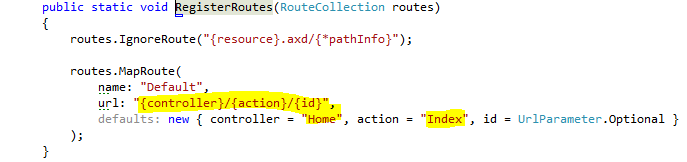 public static void RegisterRoutes(RouteCollection routes)
{
routes.IgnoreRoute("{resource}.axd/{*pathInfo}");
routes.MapRoute(
name: "Default",
url: "{controller}/{action}/{id}",
defaults: new { controller = "Home", action = "Index", id = UrlParameter.Optional }
);
}